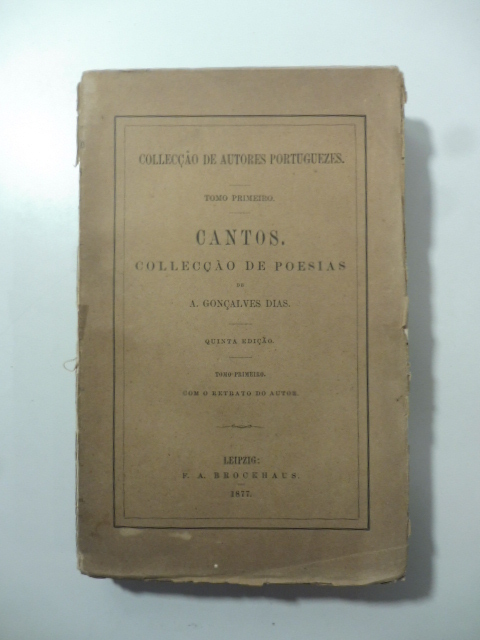 COLLECÇÃO DE AUTORES PORTUGUEZES.
TOMO PRIMEIRO.
CANTOS.
COLLECÇÃO DE POESIAS
DE
A. GONÇALVES DIAS.
QUINTA EDIÇÃO.
TOMO PRIMEIRO.
COM O RETRATO DO AUTOR.
LEIPZIG:
F. A. BROCKHAUS.
1877.